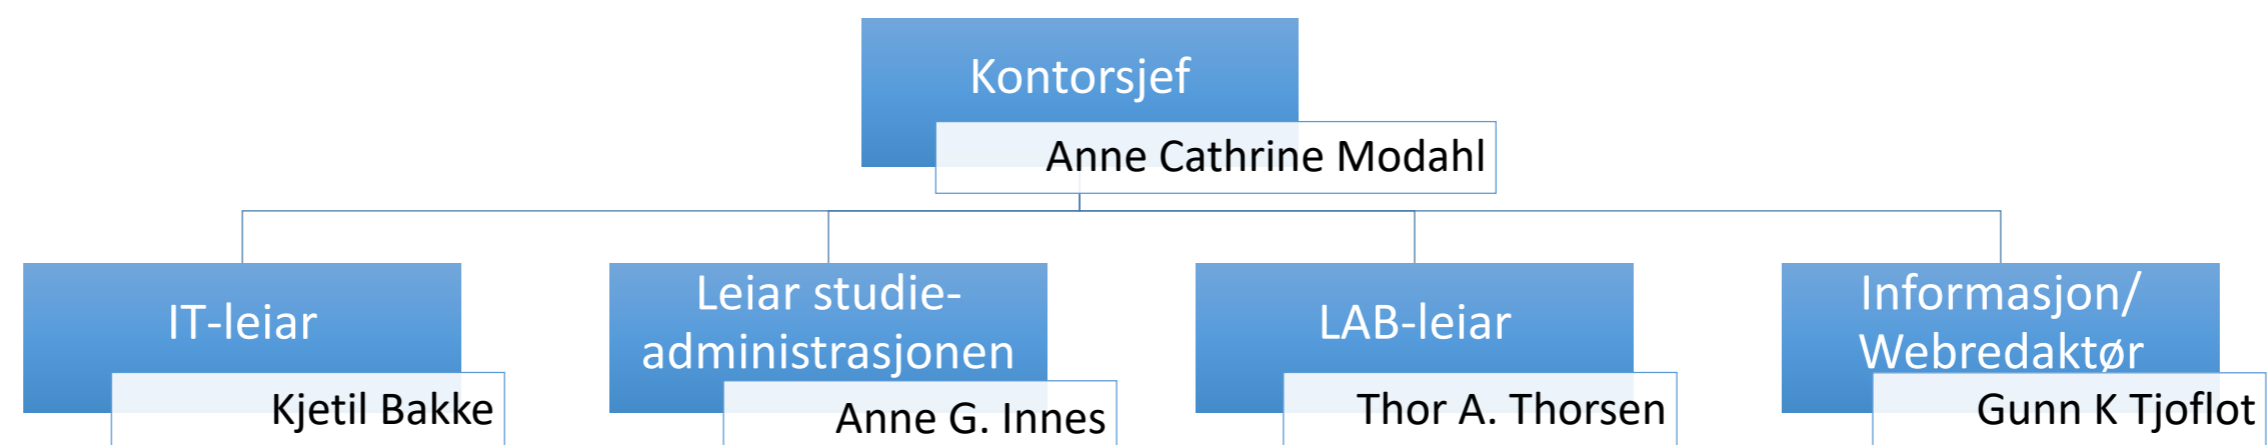 Kontorsjef
Anne Cathrine Modahl
IT-leiar
Kjetil Bakke
Leiar studie-
administrasjonen
Anne G. Innes
LAB-leiar
Thor A. Thorsen
Informasjon/
Webredaktør
Gunn K Tjoflot